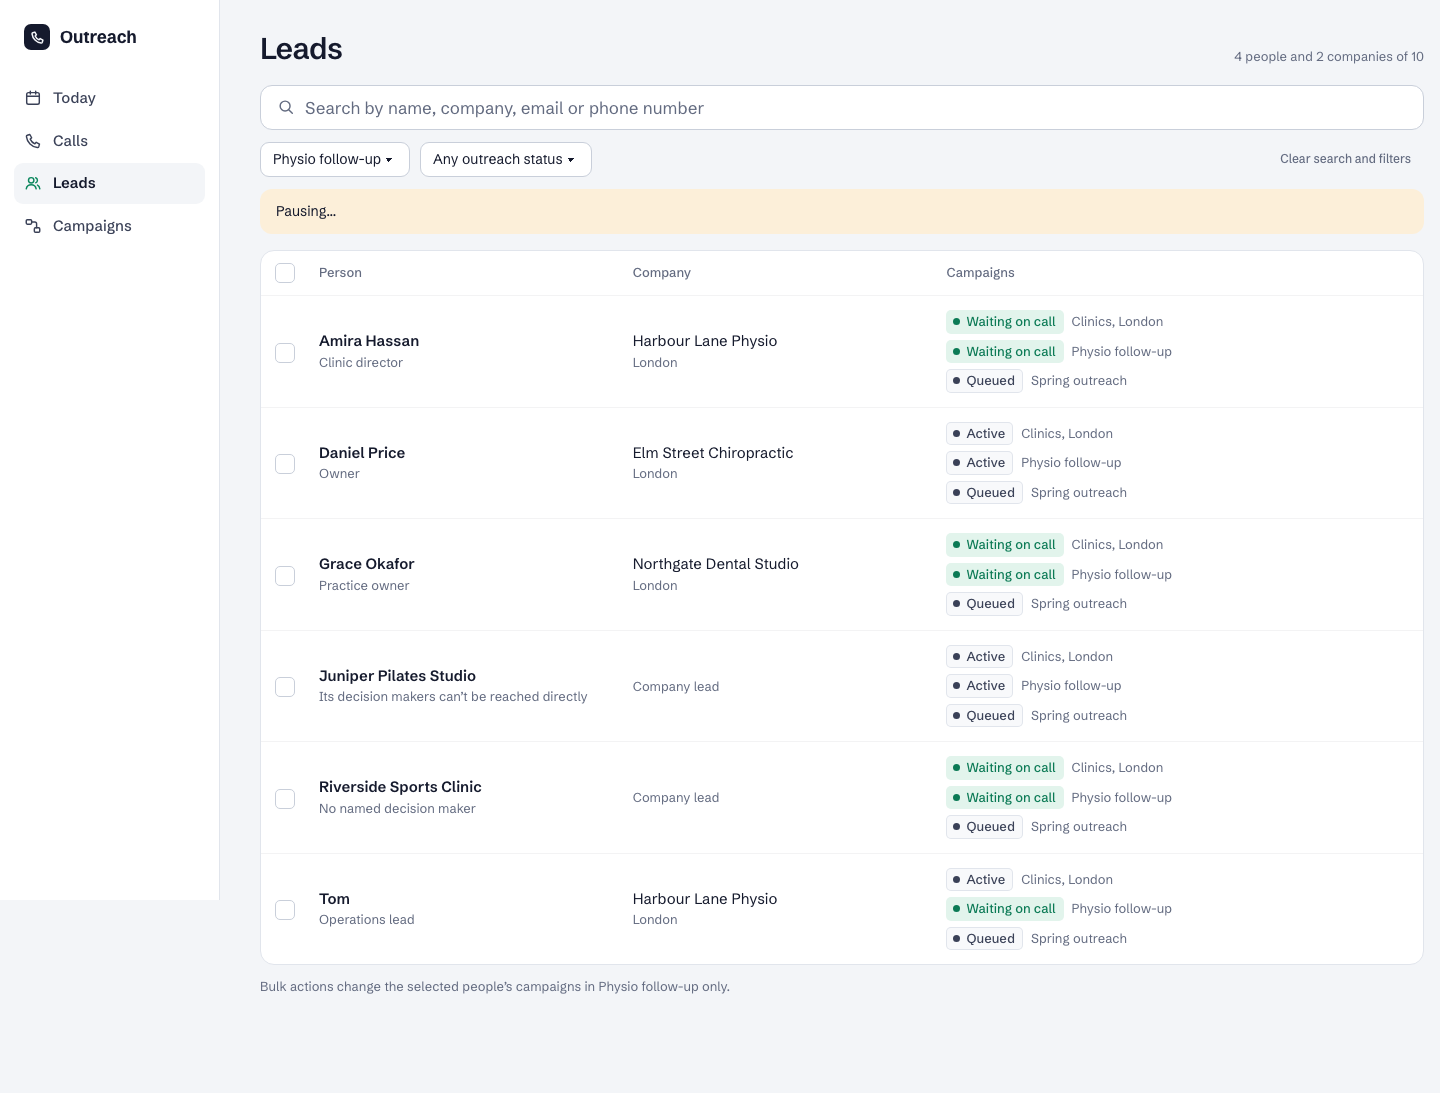 Outreach
Today
Calls
Leads
Campaigns
Leads
4 people and 2 companies of 10
Search by name, company, email or phone number
Physio follow-up
Any outreach status
Clear search and filters
Pausing…
Person Company Campaigns
Amira Hassan
Clinic director
Harbour Lane Physio
London
Waiting on call Clinics, London
Waiting on call Physio follow-up
Queued Spring outreach
Daniel Price
Owner
Elm Street Chiropractic
London
Active Clinics, London
Active Physio follow-up
Queued Spring outreach
Grace Okafor
Practice owner
Northgate Dental Studio
London
Waiting on call Clinics, London
Waiting on call Physio follow-up
Queued Spring outreach
Juniper Pilates Studio
Its decision makers can’t be reached directly
Company lead
Active Clinics, London
Active Physio follow-up
Queued Spring outreach
Riverside Sports Clinic
No named decision maker
Company lead
Waiting on call Clinics, London
Waiting on call Physio follow-up
Queued Spring outreach
Tom
Operations lead
Harbour Lane Physio
London
Active Clinics, London
Waiting on call Physio follow-up
Queued Spring outreach
Bulk actions change the selected people’s campaigns in Physio follow-up only.